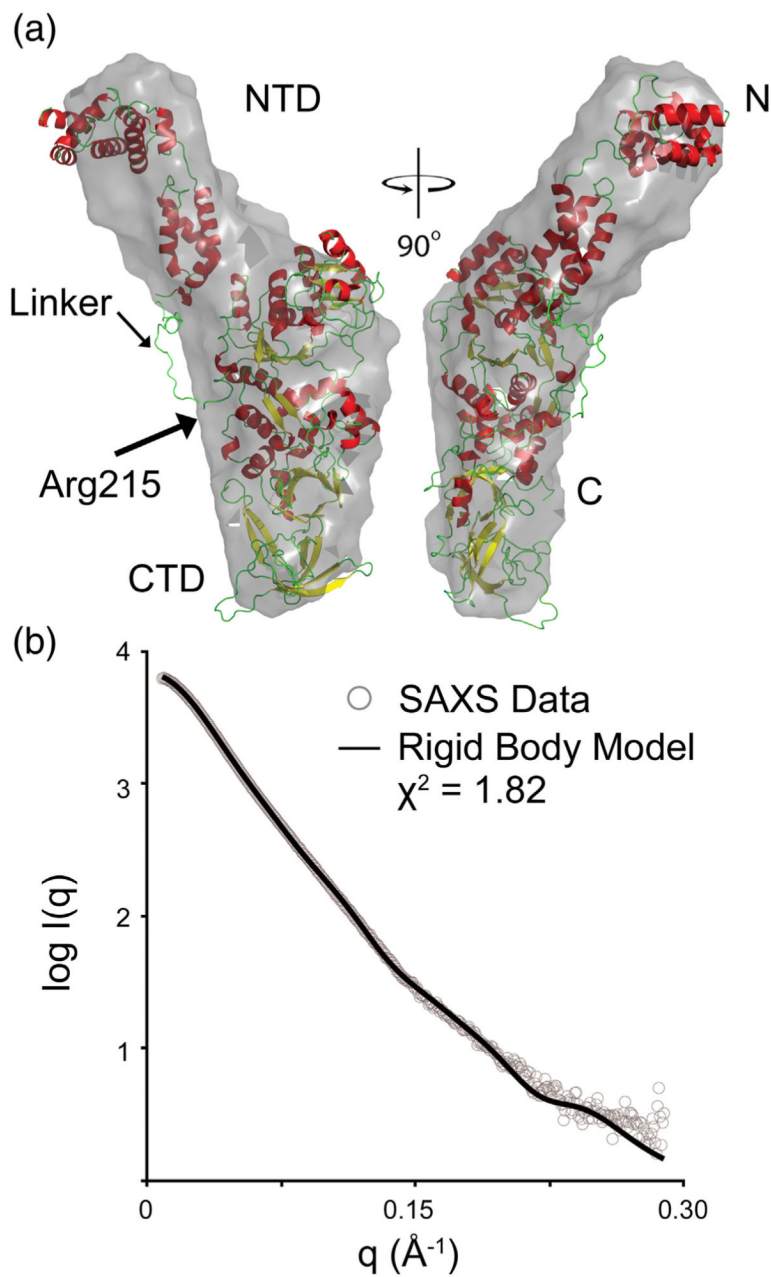 (a)
NTD
N
90°
Linker
Arg215
C
CTD
(b)
4
SAXS Data
Rigid Body Model
χ² = 1.82
3
log I(q)
2
1
0
0.15
0.30
q (Å⁻¹)